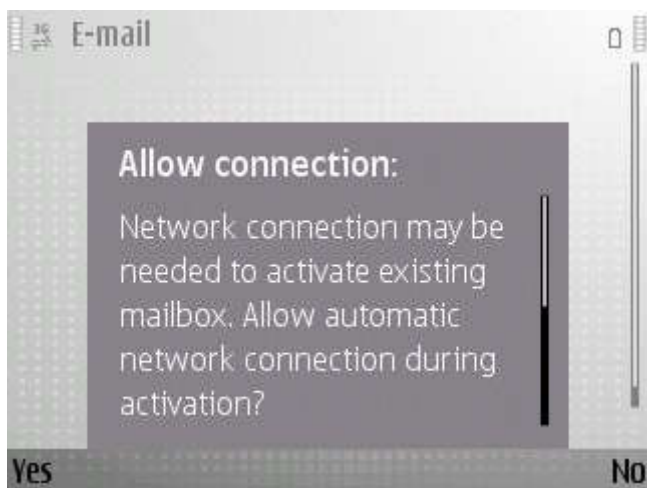 3G
E-mail
Allow connection:
Network connection may be
needed to activate existing
mailbox. Allow automatic
network connection during
activation?
Yes No